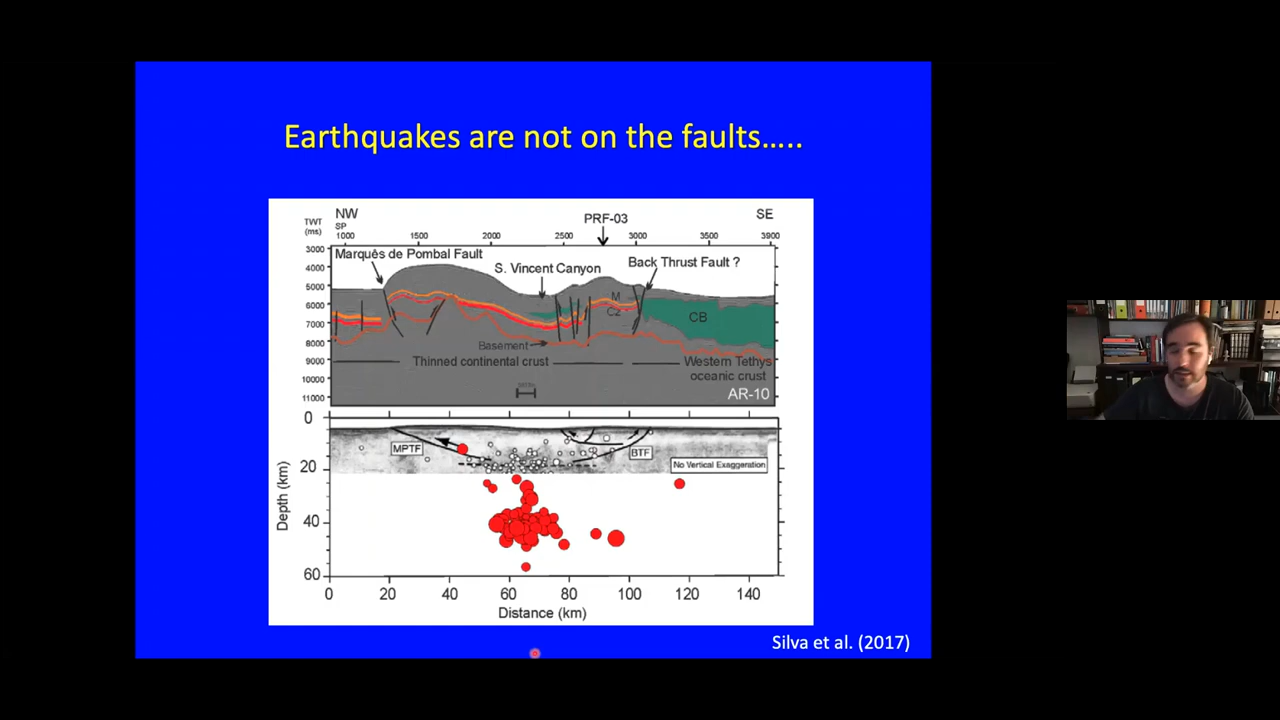 Earthquakes are not on the faults.....
NW
PRF-03
SE
TWT
(ms)
SP
1000 1500 2000 2500 3000 3500 3900
3000
4000
5000
6000
7000
8000
9000
10000
11000
Marquês de Pombal Fault
S. Vincent Canyon
Back Thrust Fault ?
M
C2
CB
Basement
Thinned continental crust
Western Tethys
oceanic crust
AR-10
0
20
40
60
Depth (km)
MPTF
BTF
No Vertical Exaggeration
0 20 40 60 80 100 120 140
Distance (km)
Silva et al. (2017)